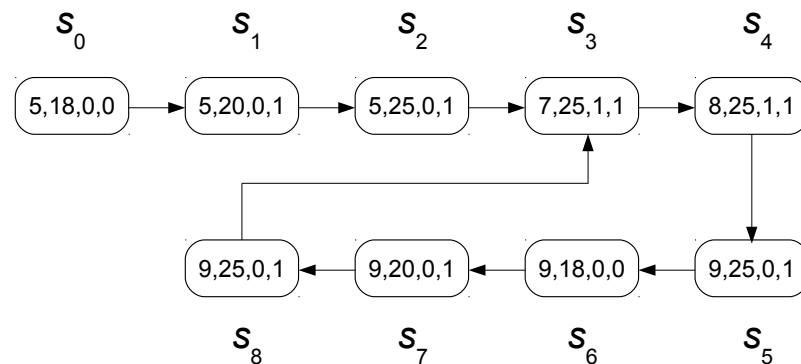 s0 s1 s2 s3 s4
5,18,0,0 5,20,0,1 5,25,0,1 7,25,1,1 8,25,1,1
9,25,0,1 9,20,0,1 9,18,0,0 9,25,0,1
s8 s7 s6 s5